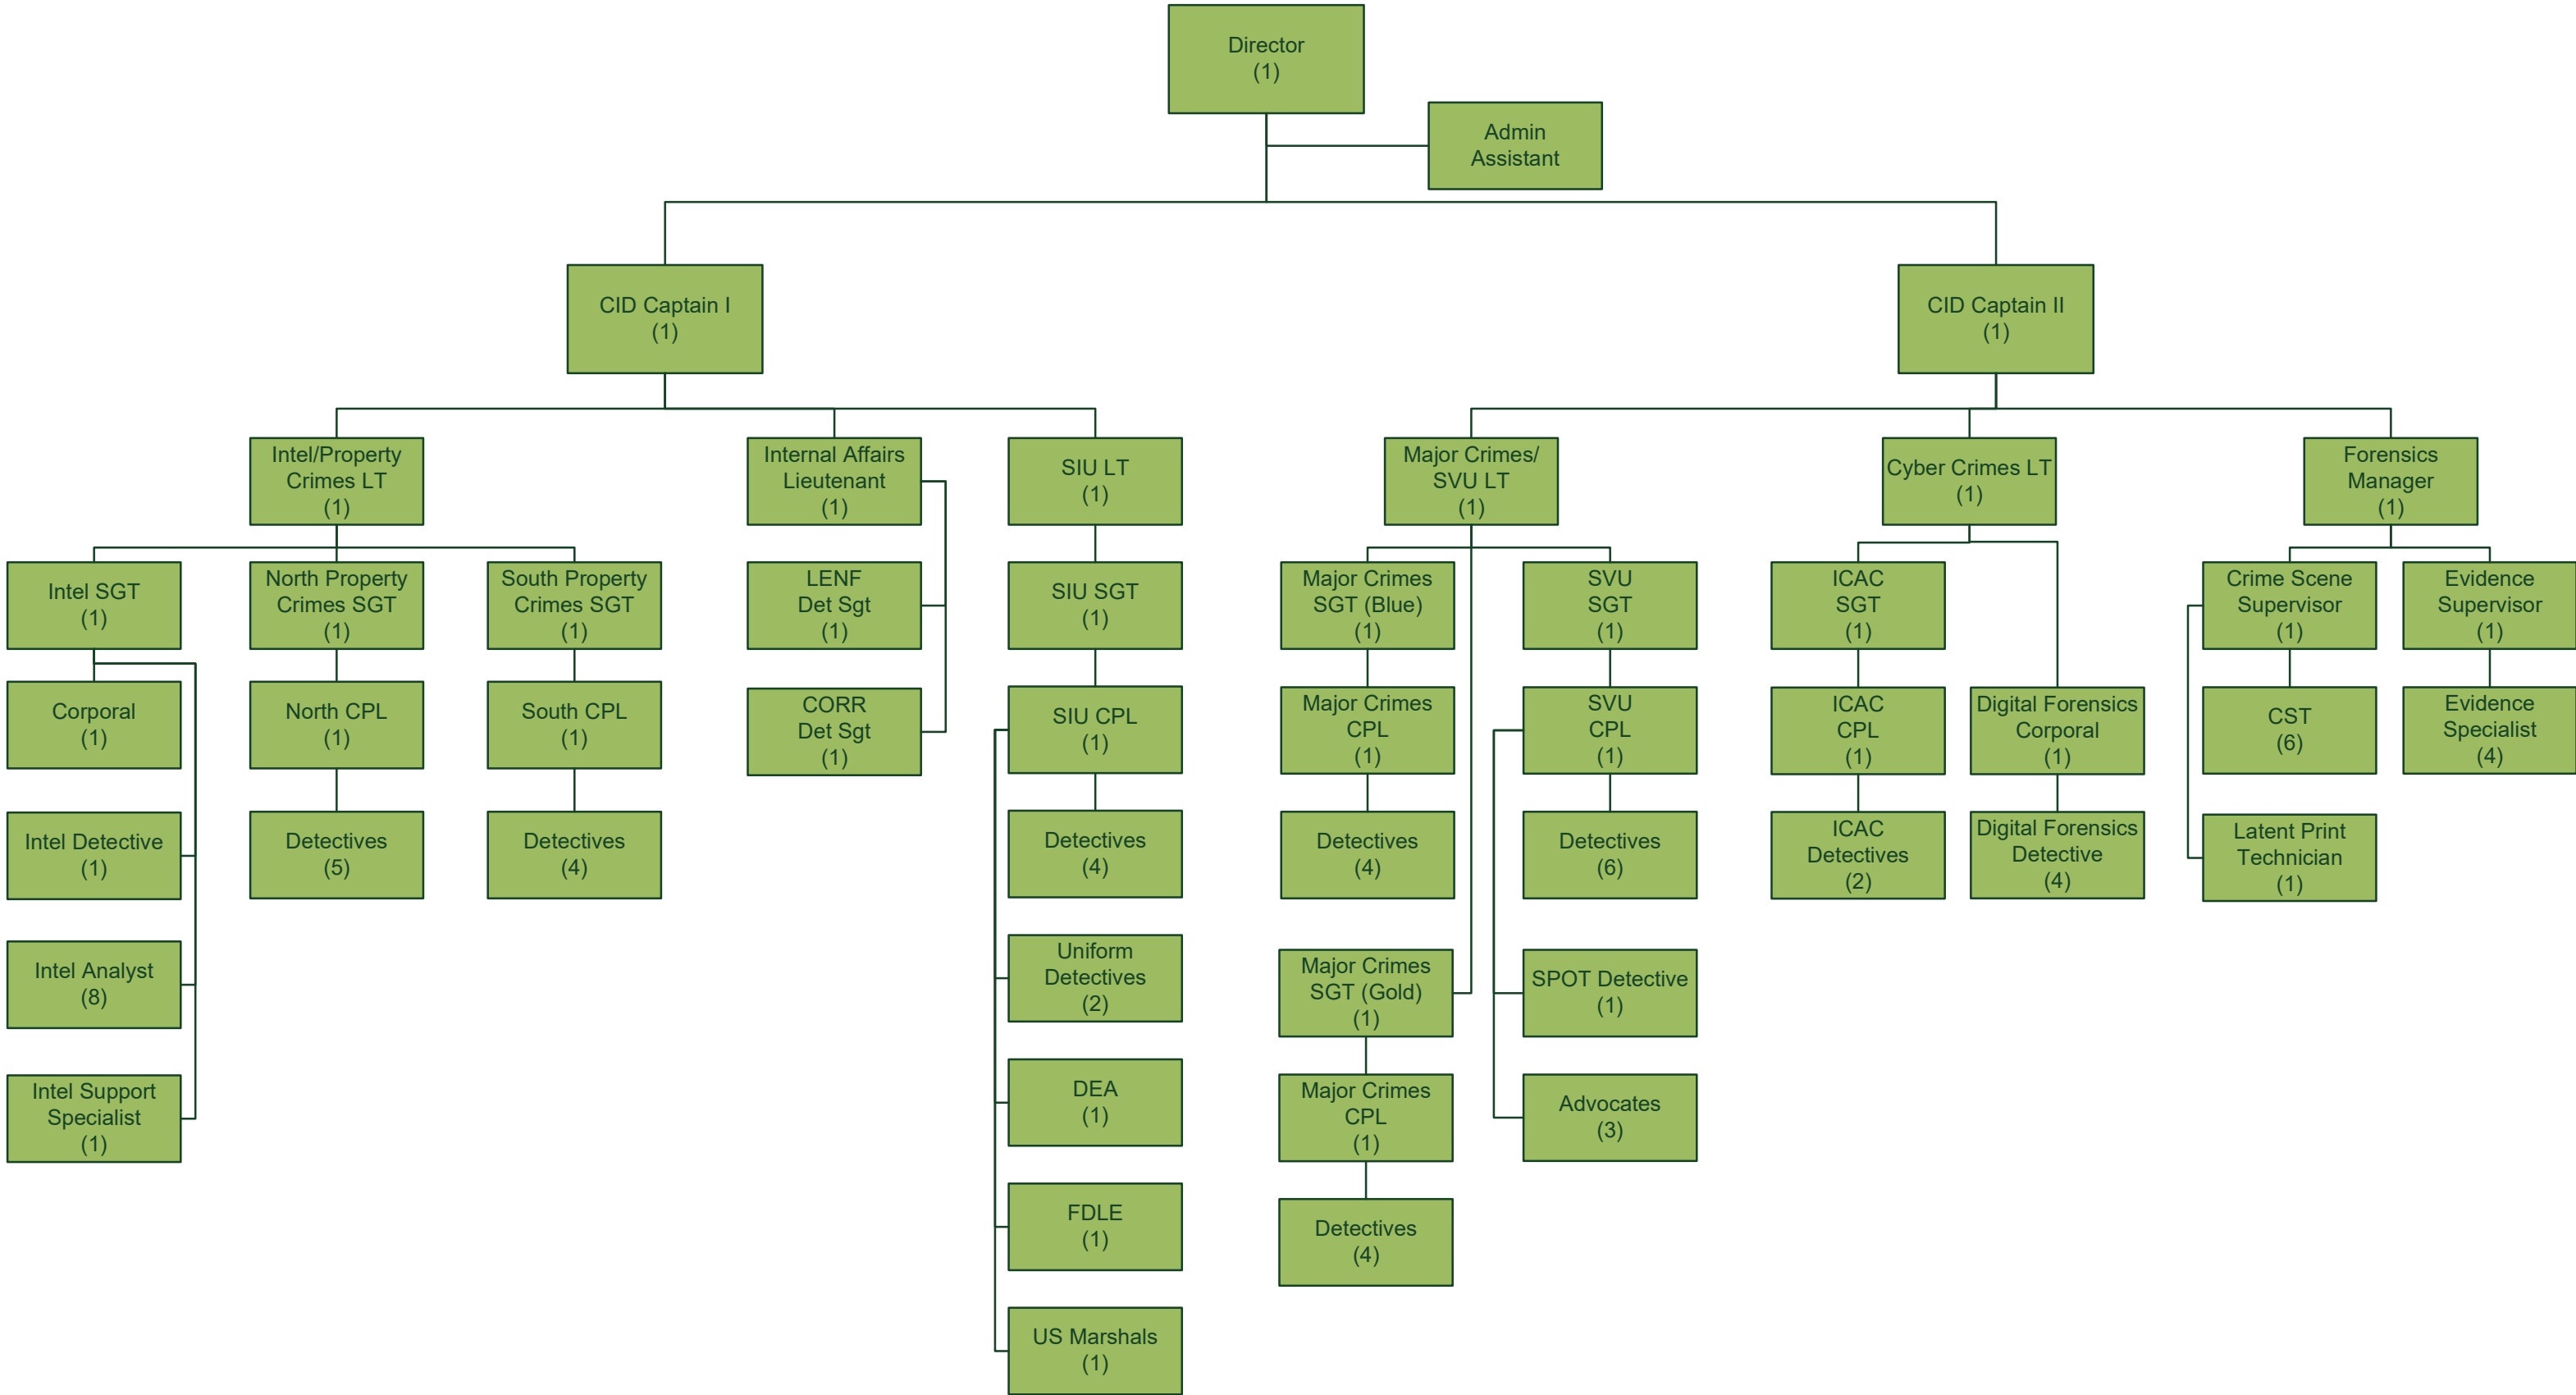 Director
(1)
Admin
Assistant
CID Captain I
(1)
CID Captain II
(1)
Intel/Property
Crimes LT
(1)
Internal Affairs
Lieutenant
(1)
SIU LT
(1)
Major Crimes/
SVU LT
(1)
Cyber Crimes LT
(1)
Forensics
Manager
(1)
Intel SGT
(1)
North Property
Crimes SGT
(1)
South Property
Crimes SGT
(1)
LENF
Det Sgt
(1)
SIU SGT
(1)
Major Crimes
SGT (Blue)
(1)
SVU
SGT
(1)
ICAC
SGT
(1)
Crime Scene
Supervisor
(1)
Evidence
Supervisor
(1)
Corporal
(1)
North CPL
(1)
South CPL
(1)
CORR
Det Sgt
(1)
SIU CPL
(1)
Major Crimes
CPL
(1)
SVU
CPL
(1)
ICAC
CPL
(1)
Digital Forensics
Corporal
(1)
CST
(6)
Evidence
Specialist
(4)
Intel Detective
(1)
Detectives
(5)
Detectives
(4)
Detectives
(4)
Detectives
(4)
Detectives
(6)
ICAC
Detectives
(2)
Digital Forensics
Detective
(4)
Latent Print
Technician
(1)
Intel Analyst
(8)
Uniform
Detectives
(2)
Major Crimes
SGT (Gold)
(1)
SPOT Detective
(1)
Intel Support
Specialist
(1)
DEA
(1)
Major Crimes
CPL
(1)
Advocates
(3)
FDLE
(1)
Detectives
(4)
US Marshals
(1)